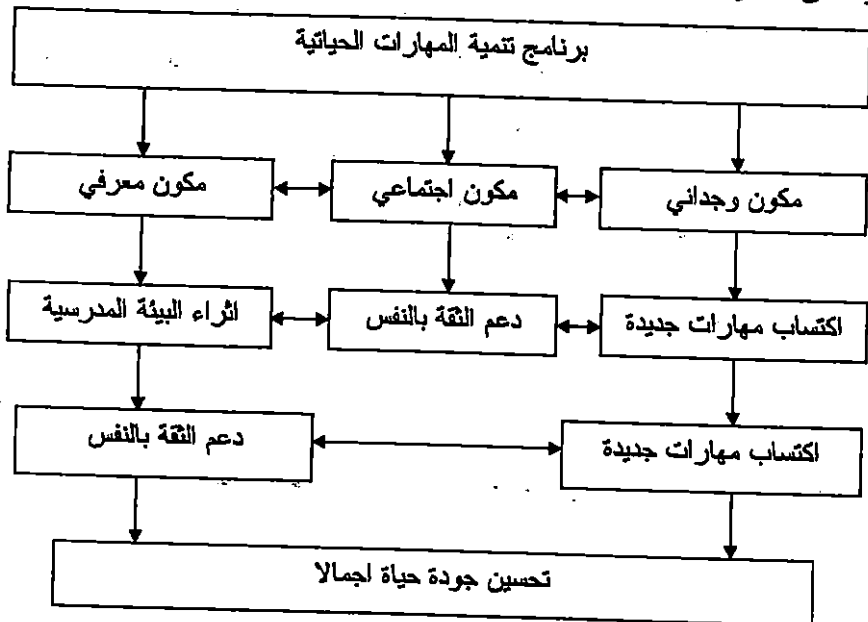 برنامج تنمية المهارات الحياتية
مكون وجداني
مكون اجتماعي
مكون معرفي
اكتساب مهارات جديدة
دعم الثقة بالنفس
اثراء البيئة المدرسية
اكتساب مهارات جديدة
دعم الثقة بالنفس
تحسين جودة حياة اجمالا